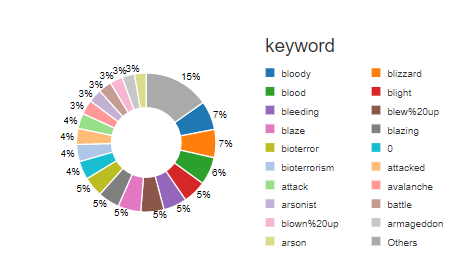 keyword
bloody
blizzard
blood
blight
bleeding
blew%20up
blaze
blazing
bioterror
0
bioterrorism
attacked
attack
avalanche
arsonist
battle
blown%20up
armageddon
arson
Others
15%
7%
7%
6%
5%
5%
5%
5%
5%
5%
4%
4%
4%
4%
3%
3%
3%
3%
3%